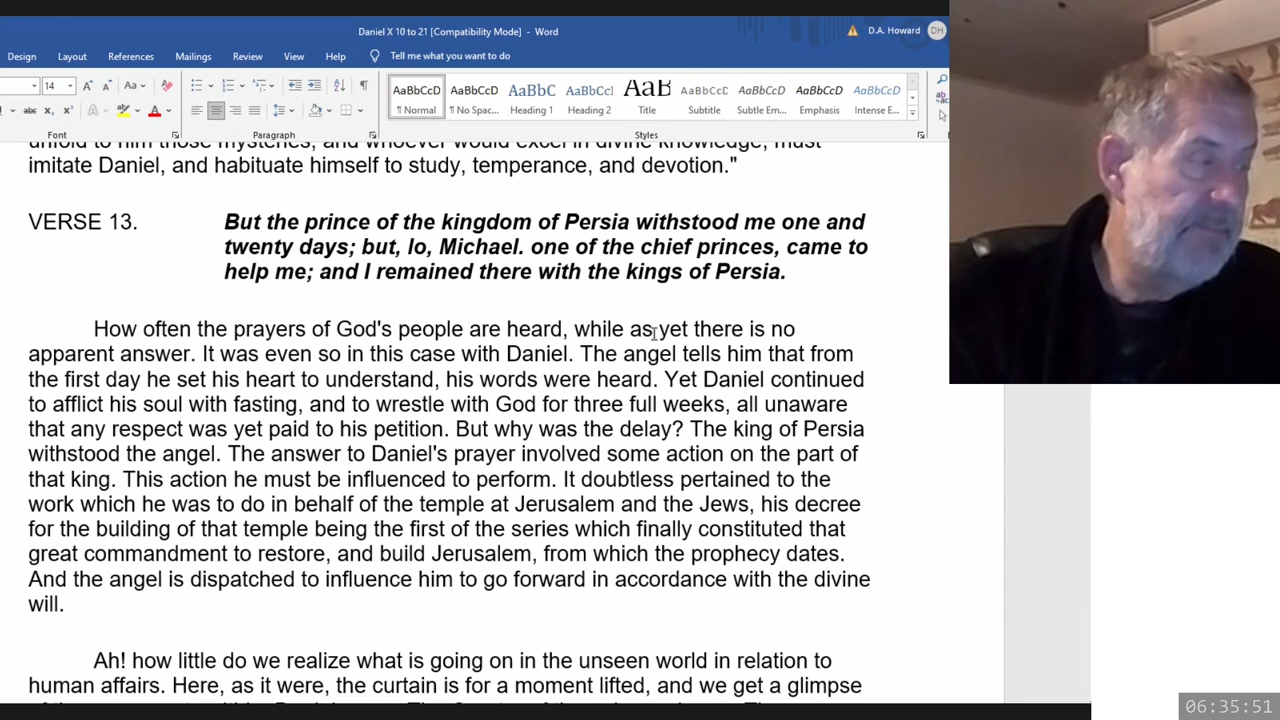 Daniel X 10 to 21 [Compatibility Mode] - Word
D.A. Howard DH
Design Layout References Mailings Review View Help Tell me what you want to do
14 Aa
AaBbCcD AaBbCcD AaBbC AaBbCc AaB AaBbCcD AaBbCcD AaBbCcD AaBbCcD
¶ Normal ¶ No Spac... Heading 1 Heading 2 Title Subtitle Subtle Em... Emphasis Intense E...
Font Paragraph Styles
unfold to him those mysteries, and whoever would excel in divine knowledge, must
imitate Daniel, and habituate himself to study, temperance, and devotion."
VERSE 13. But the prince of the kingdom of Persia withstood me one and
twenty days; but, lo, Michael. one of the chief princes, came to
help me; and I remained there with the kings of Persia.
How often the prayers of God's people are heard, while as yet there is no
apparent answer. It was even so in this case with Daniel. The angel tells him that from
the first day he set his heart to understand, his words were heard. Yet Daniel continued
to afflict his soul with fasting, and to wrestle with God for three full weeks, all unaware
that any respect was yet paid to his petition. But why was the delay? The king of Persia
withstood the angel. The answer to Daniel's prayer involved some action on the part of
that king. This action he must be influenced to perform. It doubtless pertained to the
work which he was to do in behalf of the temple at Jerusalem and the Jews, his decree
for the building of that temple being the first of the series which finally constituted that
great commandment to restore, and build Jerusalem, from which the prophecy dates.
And the angel is dispatched to influence him to go forward in accordance with the divine
will.
Ah! how little do we realize what is going on in the unseen world in relation to
human affairs. Here, as it were, the curtain is for a moment lifted, and we get a glimpse
06:35:51